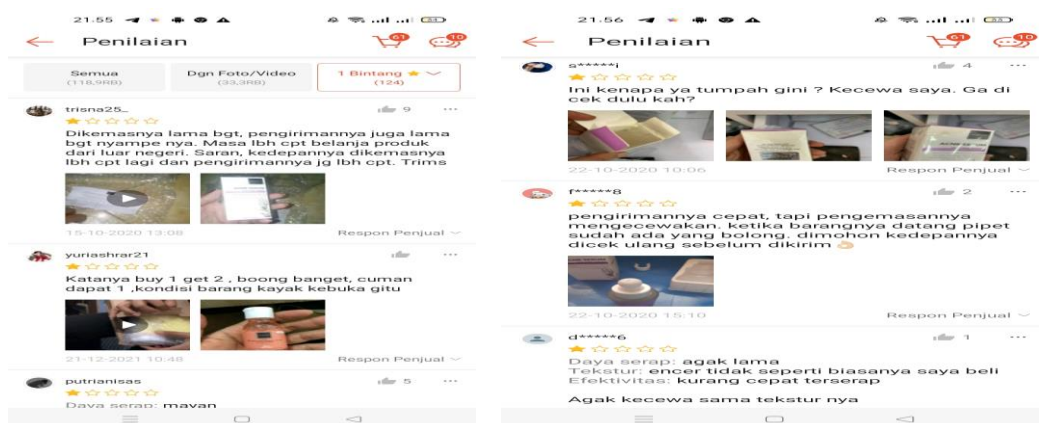 21.55
Penilaian
61
10
Semua
(118,9RB)
Dgn Foto/Video
(33,3RB)
1 Bintang
(124)
trisna25_
9
Dikemasnya lama bgt, pengirimannya juga lama
bgt nyampe nya. Masa lbh cpt belanja produk
dari luar negeri. Saran, kedepannya dikemasnya
lbh cpt lagi dan pengirimannya jg lbh cpt. Trims
15-10-2020 13:08
Respon Penjual
yuriashrar21
Katanya buy 1 get 2 , boong banget, cuman
dapat 1 ,kondisi barang kayak kebuka gitu
21-12-2021 10:48
Respon Penjual
putrianisas
5
Daya serap: mayan
21.56
Penilaian
61
10
s*****i
4
Ini kenapa ya tumpah gini ? Kecewa saya. Ga di
cek dulu kah?
22-10-2020 10:06
Respon Penjual
f*****8
2
pengirimannya cepat, tapi pengemasannya
mengecewakan. ketika barangnya datang pipet
sudah ada yang bolong. dimohon kedepannya
dicek ulang sebelum dikirim 👌
22-10-2020 15:10
Respon Penjual
d*****6
1
Daya serap: agak lama
Tekstur: encer tidak seperti biasanya saya beli
Efektivitas: kurang cepat terserap
Agak kecewa sama tekstur nya